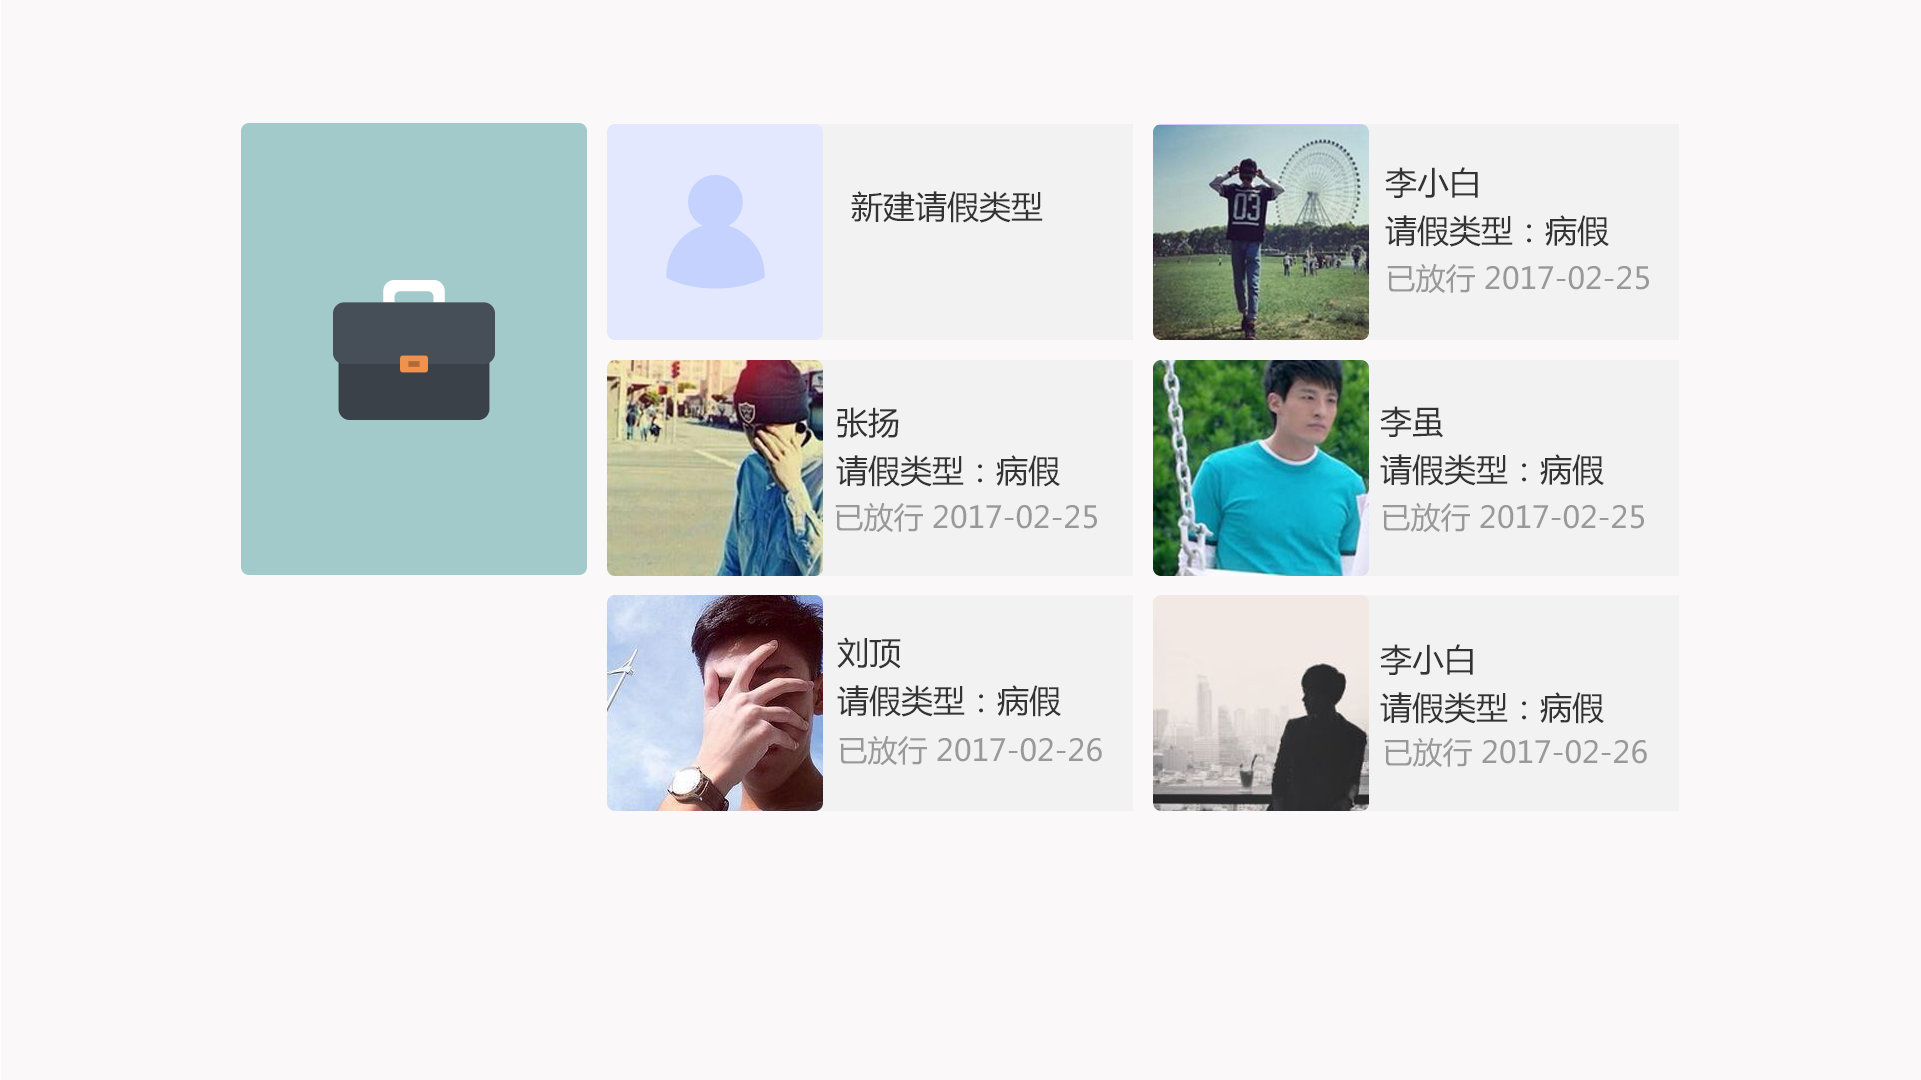 新建请假类型
李小白
请假类型：病假
已放行 2017-02-25
03
张扬
请假类型：病假
已放行 2017-02-25
李虽
请假类型：病假
已放行 2017-02-25
刘顶
请假类型：病假
已放行 2017-02-26
李小白
请假类型：病假
已放行 2017-02-26